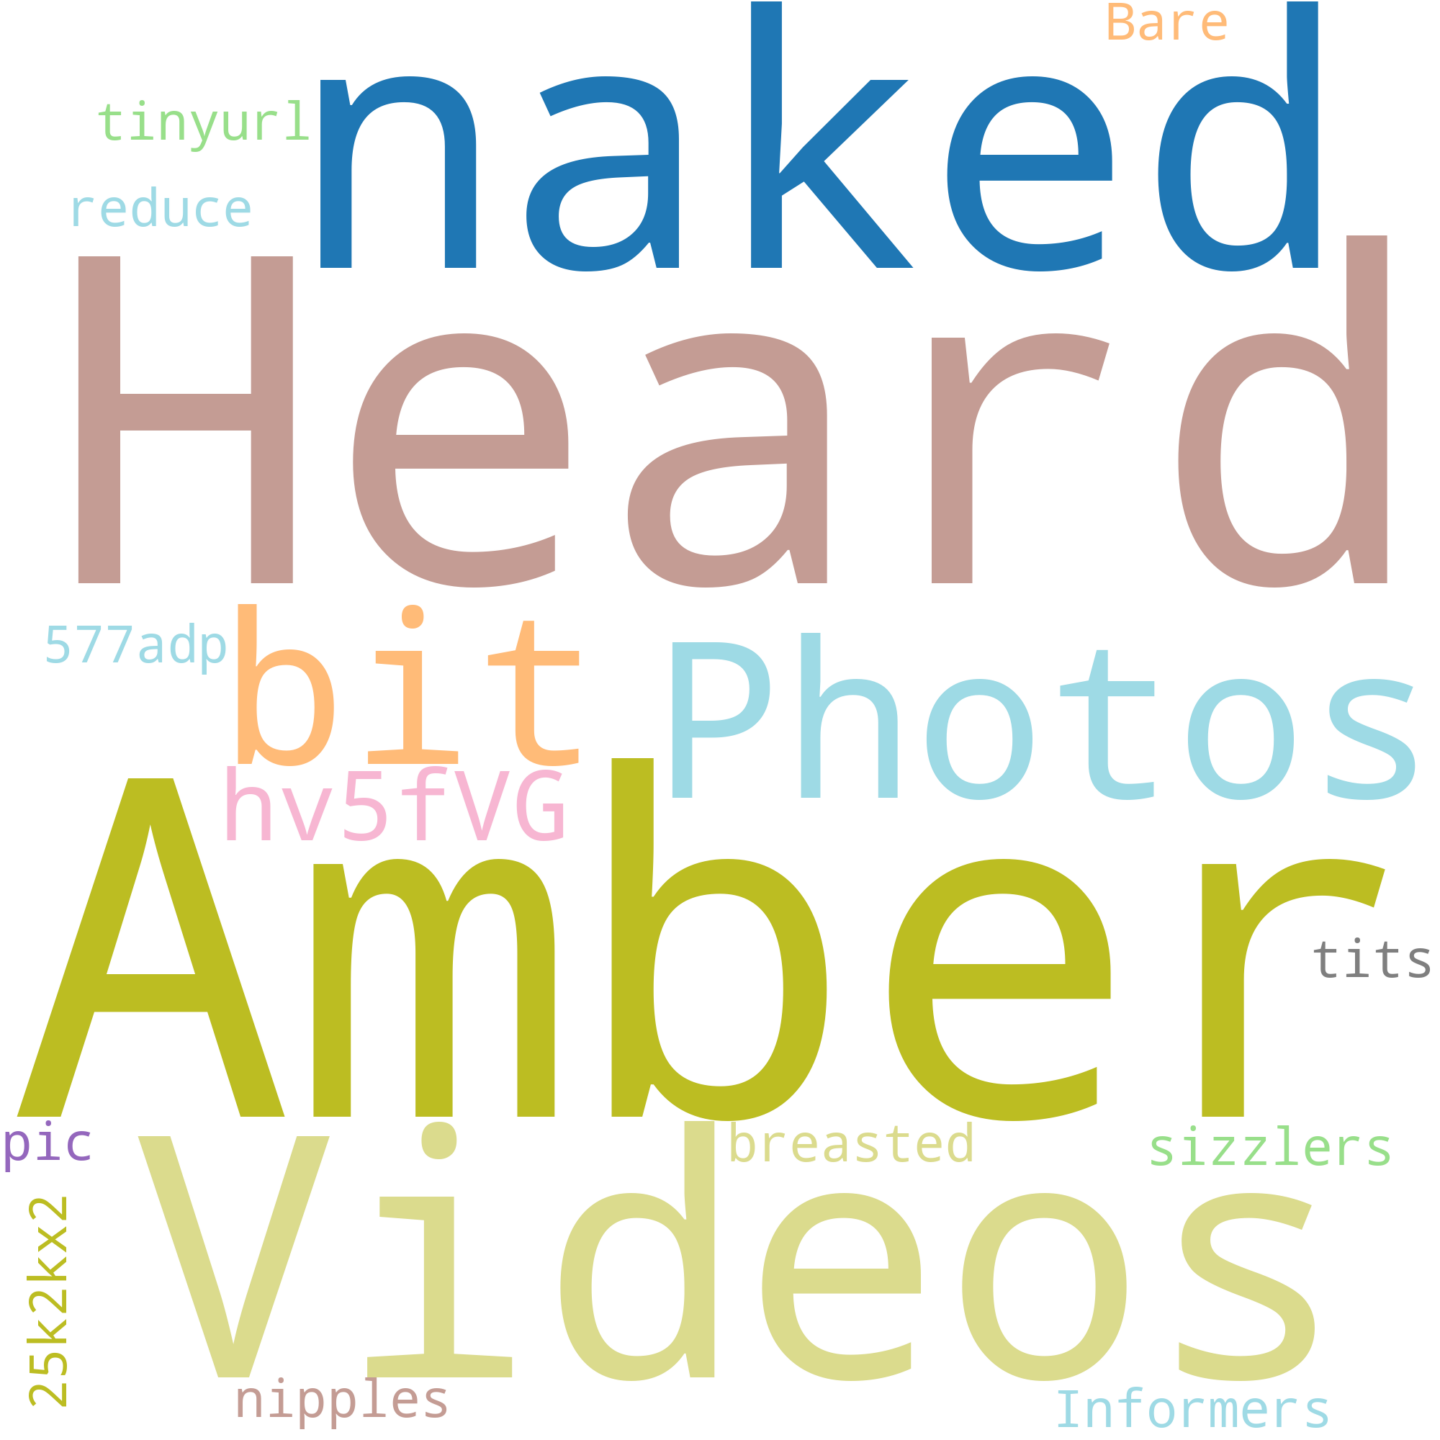 Bare
naked
tinyurl
reduce
Heard
577adp
bit
Photos
hv5fVG
Amber
tits
pic
breasted
sizzlers
Videos
25k2kx2
nipples
Informers